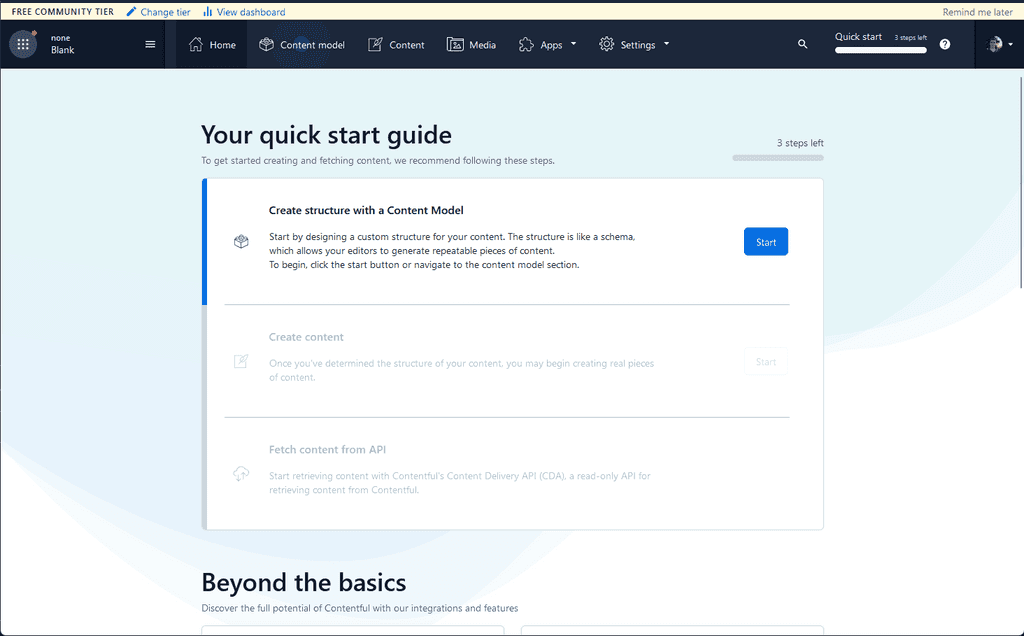 FREE COMMUNITY TIER Change tier View dashboard Remind me later
none
Blank
Home Content model Content Media Apps Settings
Quick start 3 steps left
Your quick start guide
To get started creating and fetching content, we recommend following these steps.
3 steps left
Create structure with a Content Model
Start by designing a custom structure for your content. The structure is like a schema,
which allows your editors to generate repeatable pieces of content.
To begin, click the start button or navigate to the content model section.
Start
Create content
Once you've determined the structure of your content, you may begin creating real pieces
of content.
Start
Fetch content from API
Start retrieving content with Contentful's Content Delivery API (CDA), a read-only API for
retrieving content from Contentful.
Beyond the basics
Discover the full potential of Contentful with our integrations and features